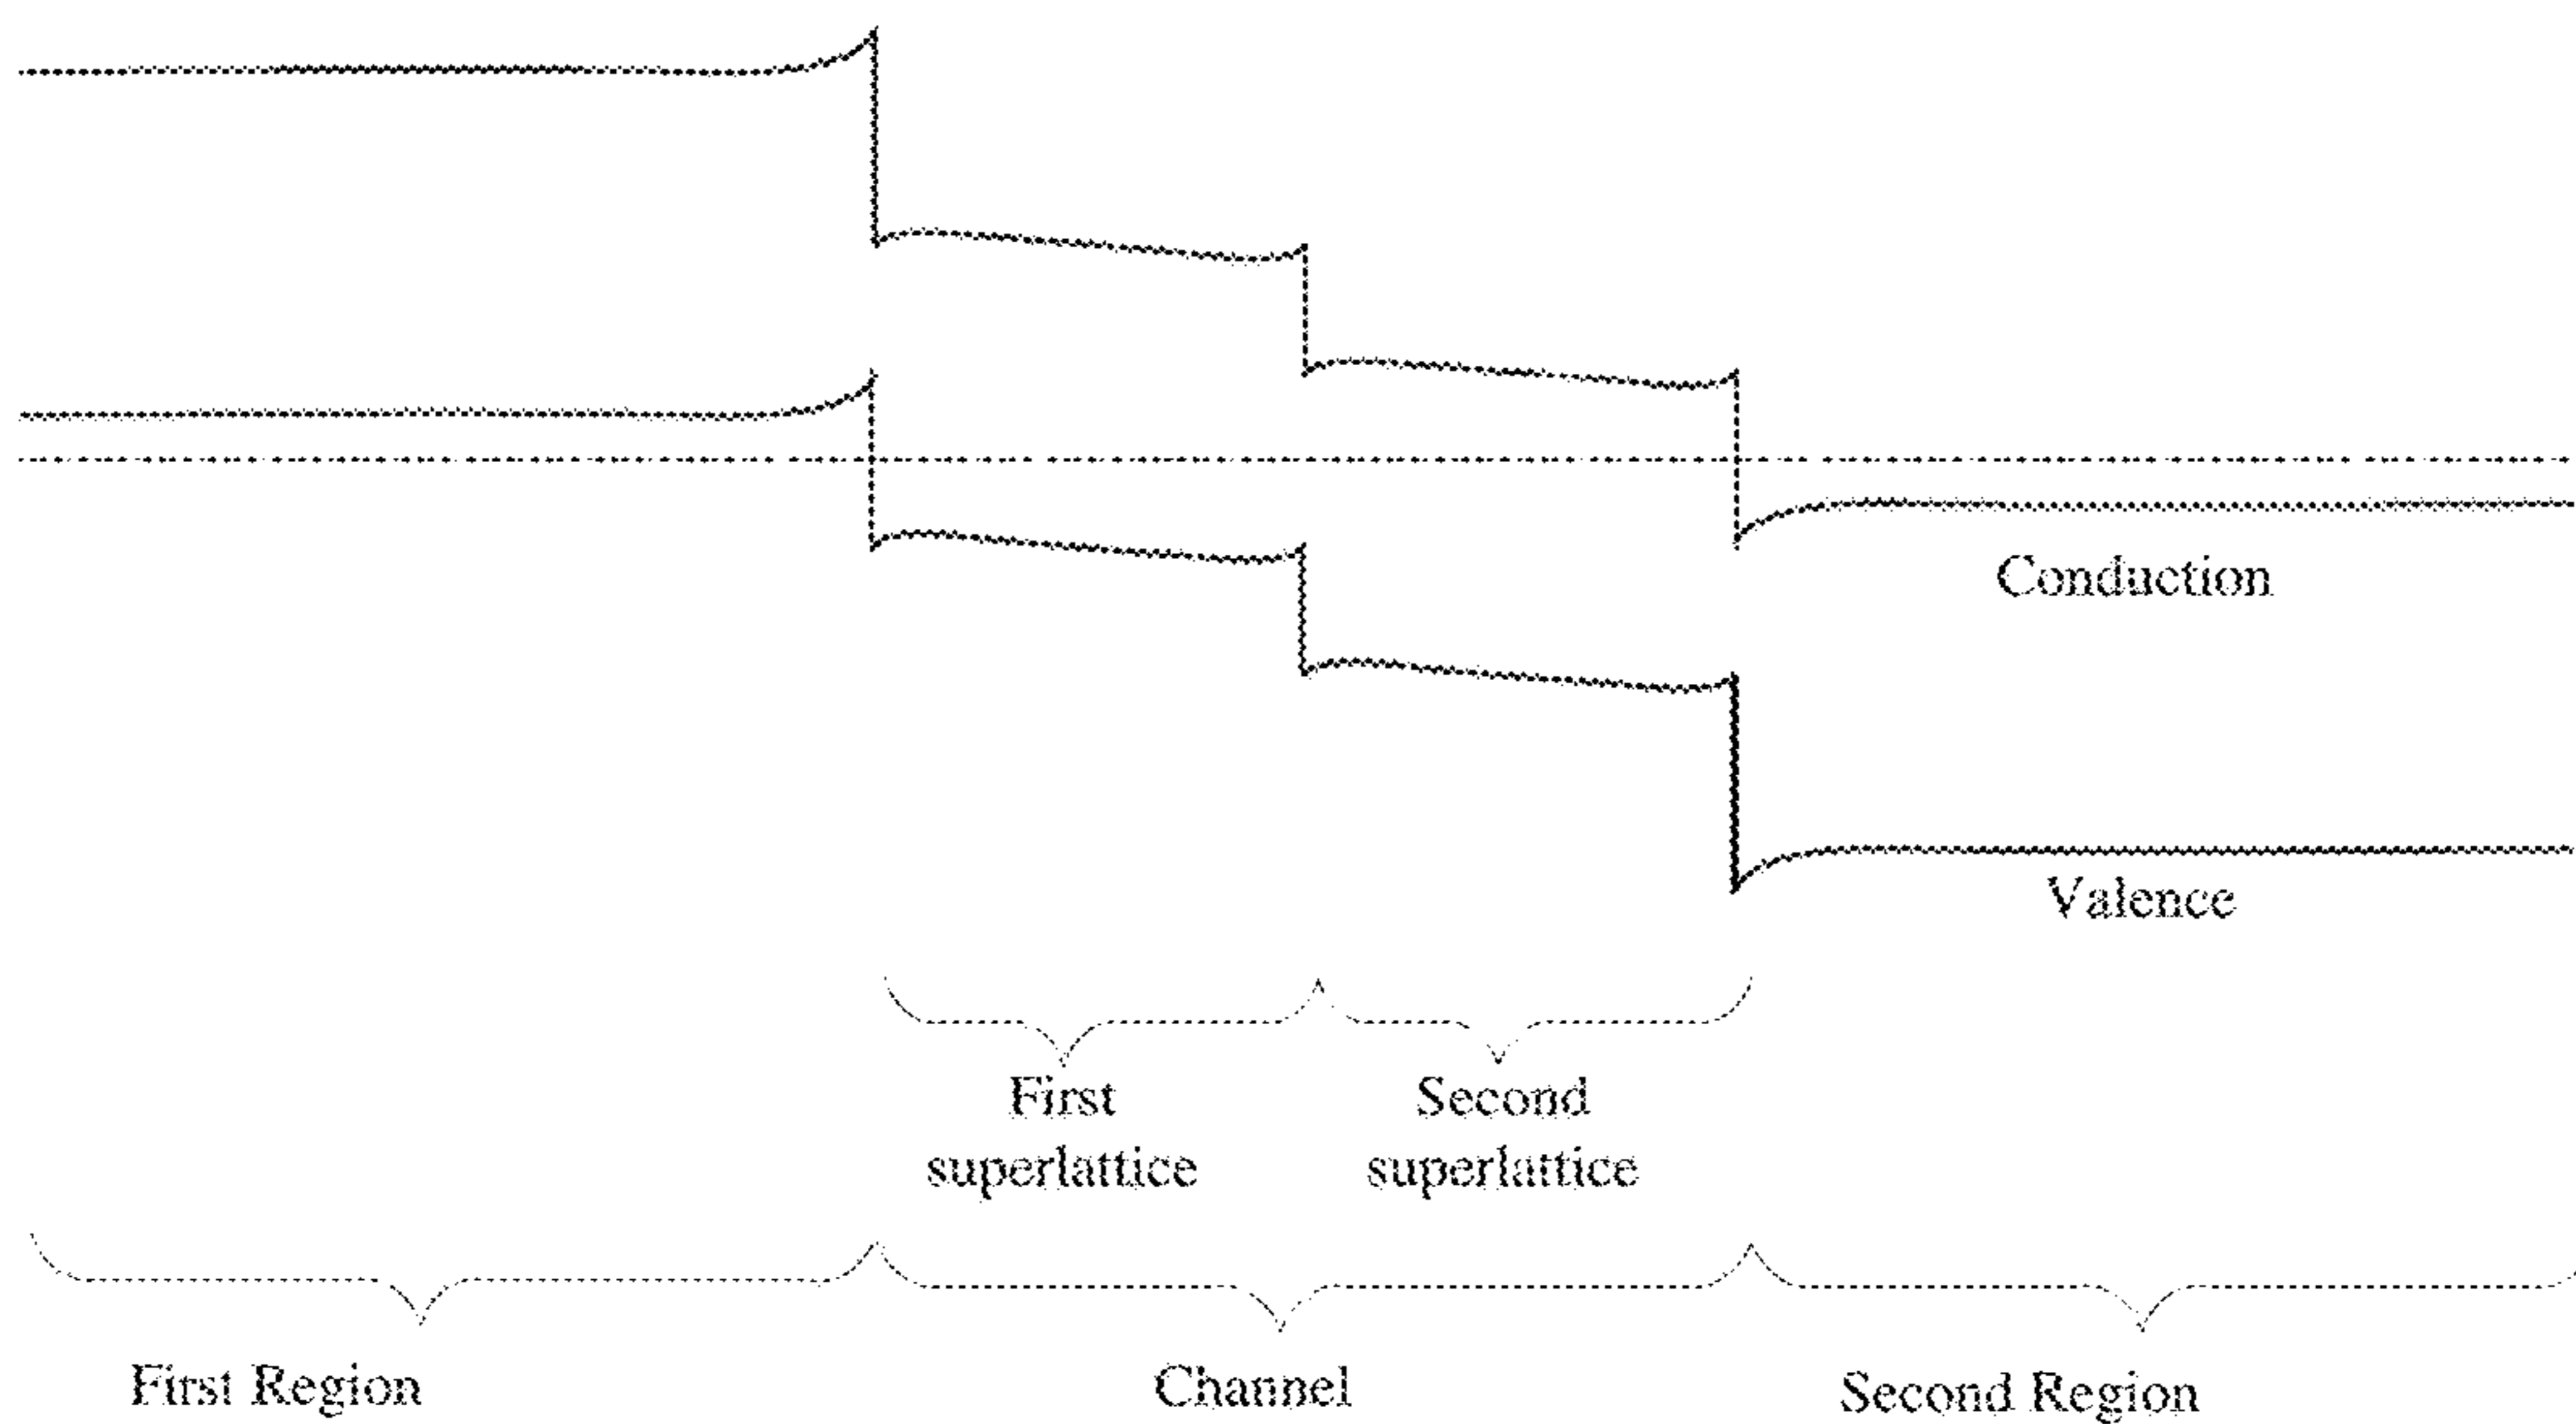 Conduction
Valence
First
superlattice
Second
superlattice
First Region
Channel
Second Region